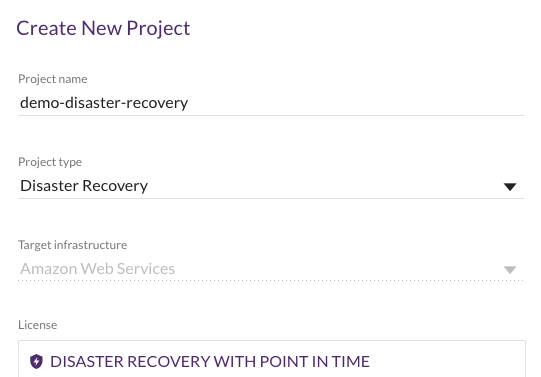 Create New Project
Project name
demo-disaster-recovery
Project type
Disaster Recovery
Target infrastructure
Amazon Web Services
License
DISASTER RECOVERY WITH POINT IN TIME